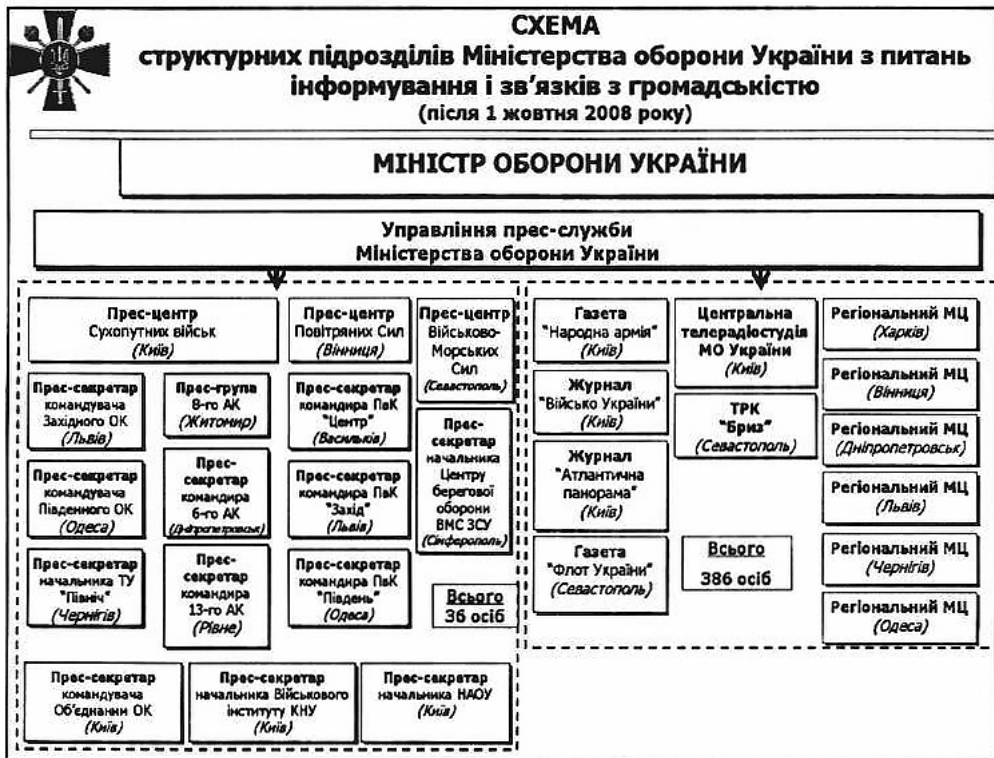 СХЕМА
структурних підрозділів Міністерства оборони України з питань
інформування і зв'язків з громадськістю
(після 1 жовтня 2008 року)
МІНІСТР ОБОРОНИ УКРАЇНИ
Управління прес-служби
Міністерства оборони України
Прес-центр
Сухопутних військ
(Київ)
Прес-центр
Повітряних Сил
(Вінниця)
Прес-центр
Військово-
Морських
Сил
(Севастополь)
Прес-секретар
командувача
Західного ОК
(Львів)
Прес-група
8-го АК
(Житомир)
Прес-секретар
командира ПвК
"Центр"
(Васильків)
Прес-
секретар
начальника
Центру
берегової
оборони
ВМС ЗСУ
(Сімферополь)
Прес-секретар
командувача
Південного ОК
(Одеса)
Прес-
секретар
командира
6-го АК
(Дніпропетровськ)
Прес-секретар
командира ПвК
"Захід"
(Львів)
Прес-секретар
начальника ТУ
"Північ"
(Чернігів)
Прес-
секретар
командира
13-го АК
(Рівне)
Прес-секретар
командира ПвК
"Південь"
(Одеса)
Всього
36 осіб
Прес-секретар
командувача
Об'єднанни ОК
(Київ)
Прес-секретар
начальника Військового
інституту КНУ
(Київ)
Прес-секретар
начальника НАОУ
(Київ)
Газета
"Народна армія"
(Київ)
Журнал
"Військо України"
(Київ)
Журнал
"Атлантична
панорама"
(Київ)
Газета
"Флот України"
(Севастополь)
Центральна
телерадіостудія
МО України
(Київ)
ТРК
"Бриз"
(Севастополь)
Всього
386 осіб
Регіональний МЦ
(Харків)
Регіональний МЦ
(Вінниця)
Регіональний МЦ
(Дніпропетровськ)
Регіональний МЦ
(Львів)
Регіональний МЦ
(Чернігів)
Регіональний МЦ
(Одеса)